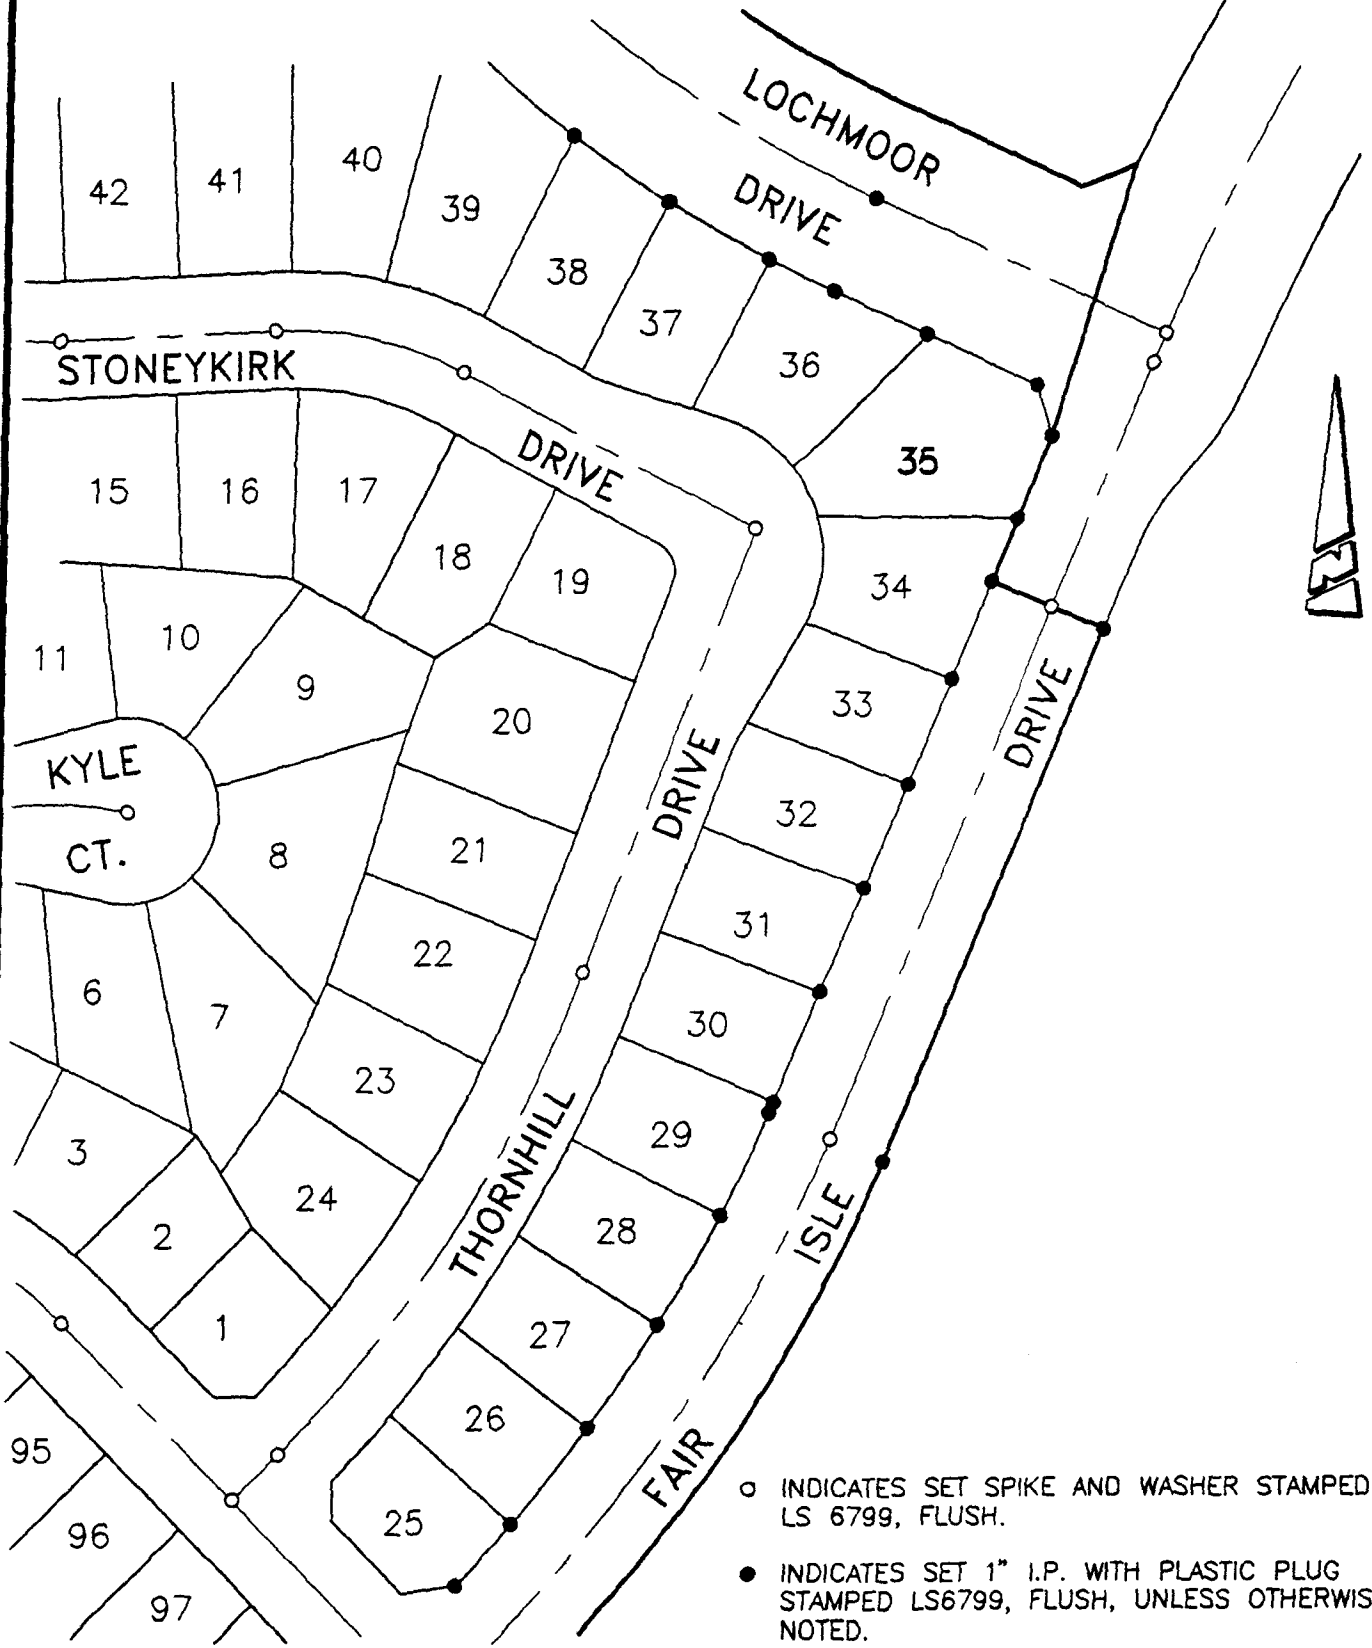 LOCHMOOR
DRIVE
42
41
40
39
38
37
36
35
STONEYKIRK
DRIVE
15
16
17
18
19
34
11
10
9
20
33
DRIVE
KYLE
CT.
8
21
DRIVE
32
31
22
6
7
30
23
29
3
24
THORNHILL
28
ISLE
2
1
27
26
FAIR
95
25
96
97
INDICATES SET SPIKE AND WASHER STAMPED
LS 6799, FLUSH.
INDICATES SET 1" I.P. WITH PLASTIC PLUG
STAMPED LS6799, FLUSH, UNLESS OTHERWIS
NOTED.